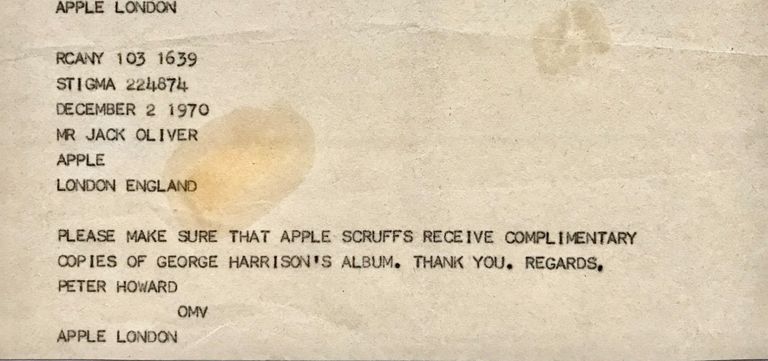 APPLE LONDON
RCANY 103 1639
STIGMA 224874
DECEMBER 2 1970
MR JACK OLIVER
APPLE
LONDON ENGLAND
PLEASE MAKE SURE THAT APPLE SCRUFFS RECEIVE COMPLIMENTARY
COPIES OF GEORGE HARRISON'S ALBUM. THANK YOU. REGARDS.
PETER HOWARD
OMV
APPLE LONDON